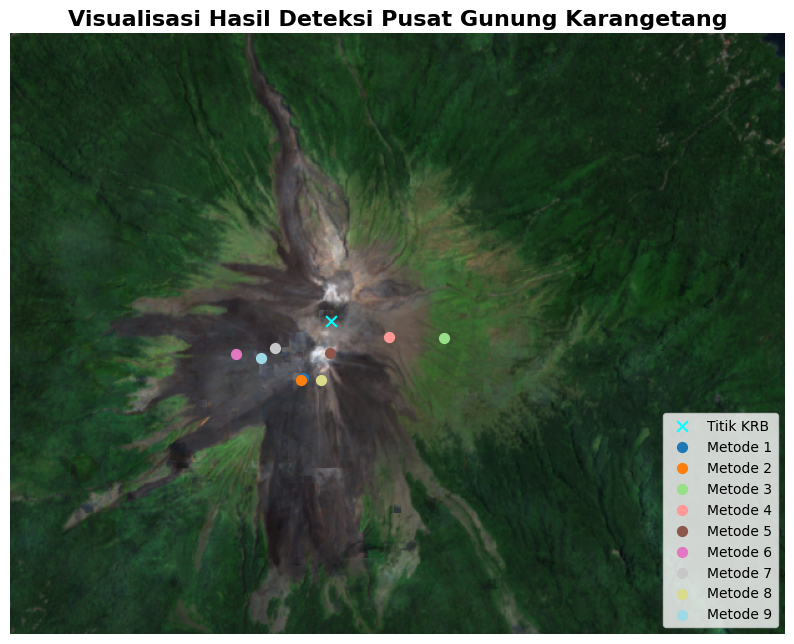 Visualisasi Hasil Deteksi Pusat Gunung Karangetang
Titik KRB
Metode 1
Metode 2
Metode 3
Metode 4
Metode 5
Metode 6
Metode 7
Metode 8
Metode 9